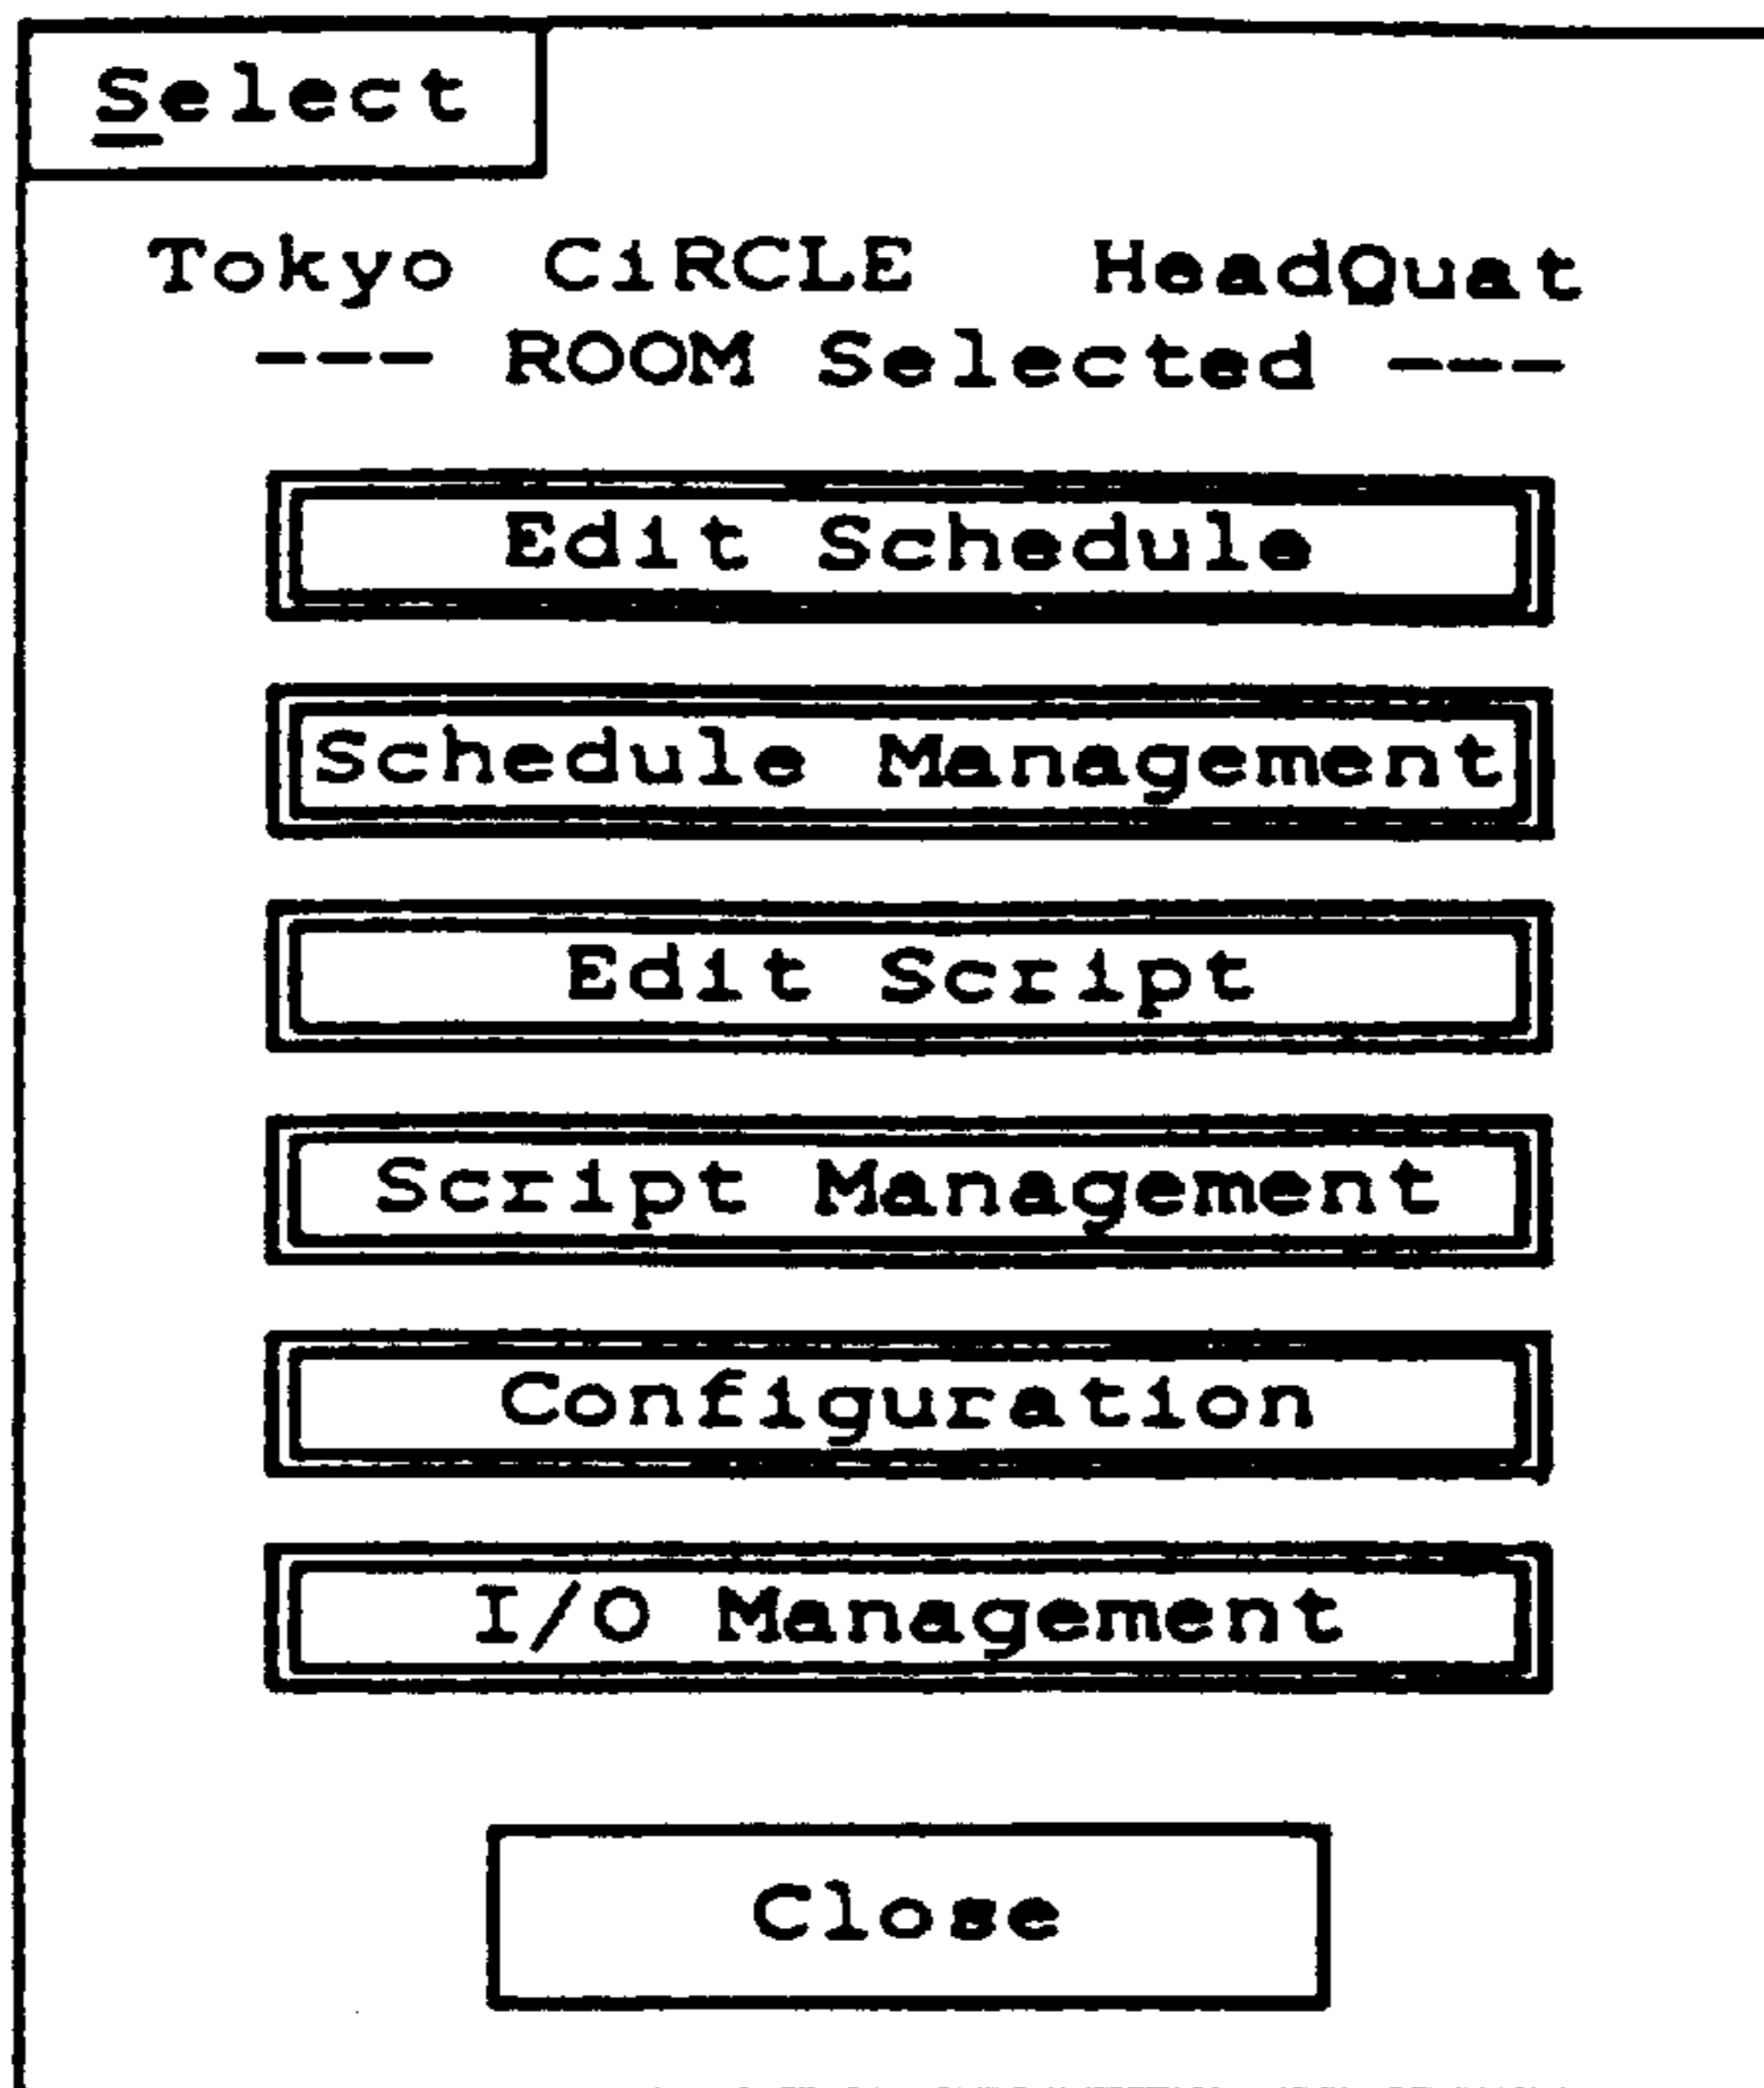 Select
Tokyo CiRCLE HeadQuat
--- ROOM Selected ---
Edit Schedule
Schedule Management
Edit Script
Script Management
Configuration
I/O Management
Close